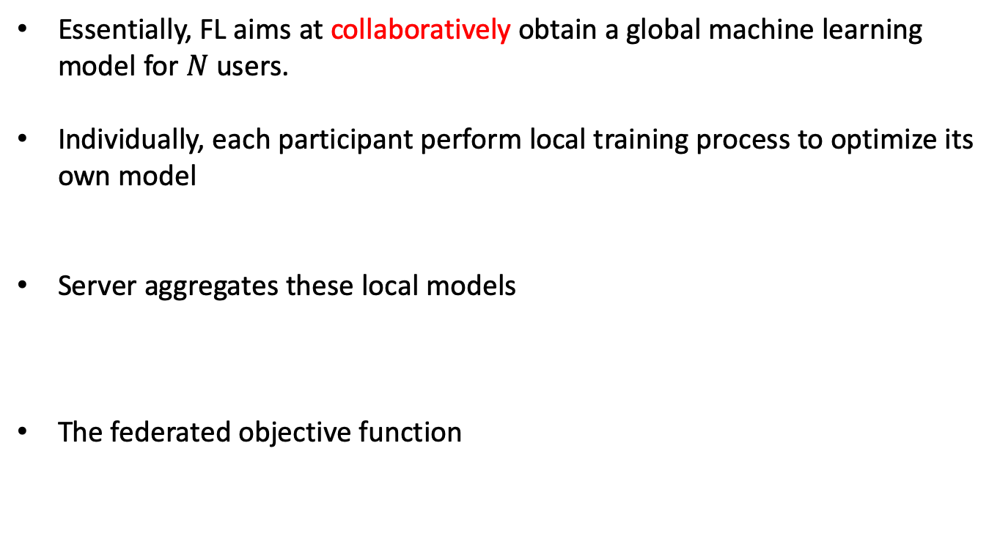 • Essentially, FL aims at collaboratively obtain a global machine learning
model for N users.
• Individually, each participant perform local training process to optimize its
own model
• Server aggregates these local models
• The federated objective function